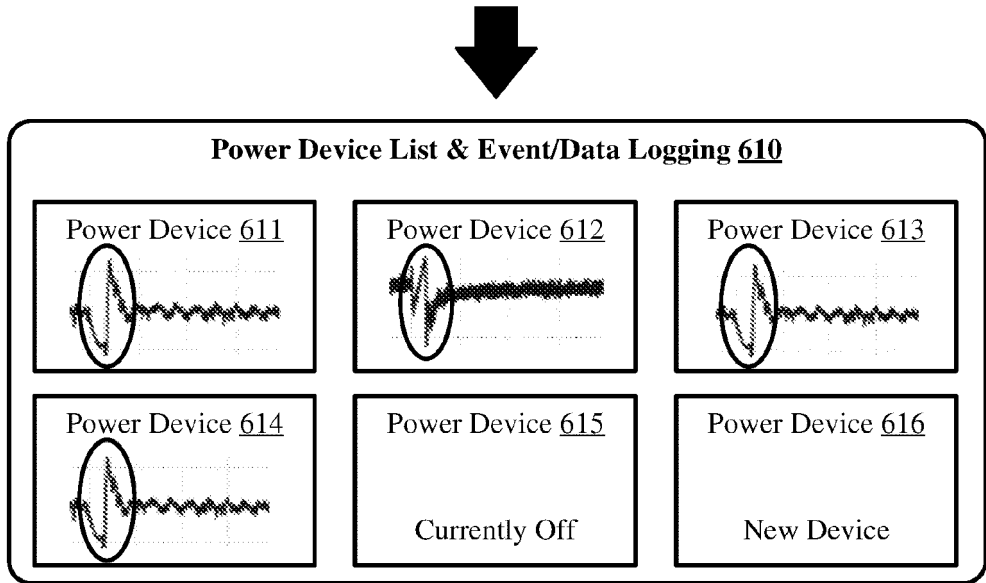 Power Device List & Event/Data Logging 610
Power Device 611
Power Device 612
Power Device 613
Power Device 614
Power Device 615
Currently Off
Power Device 616
New Device